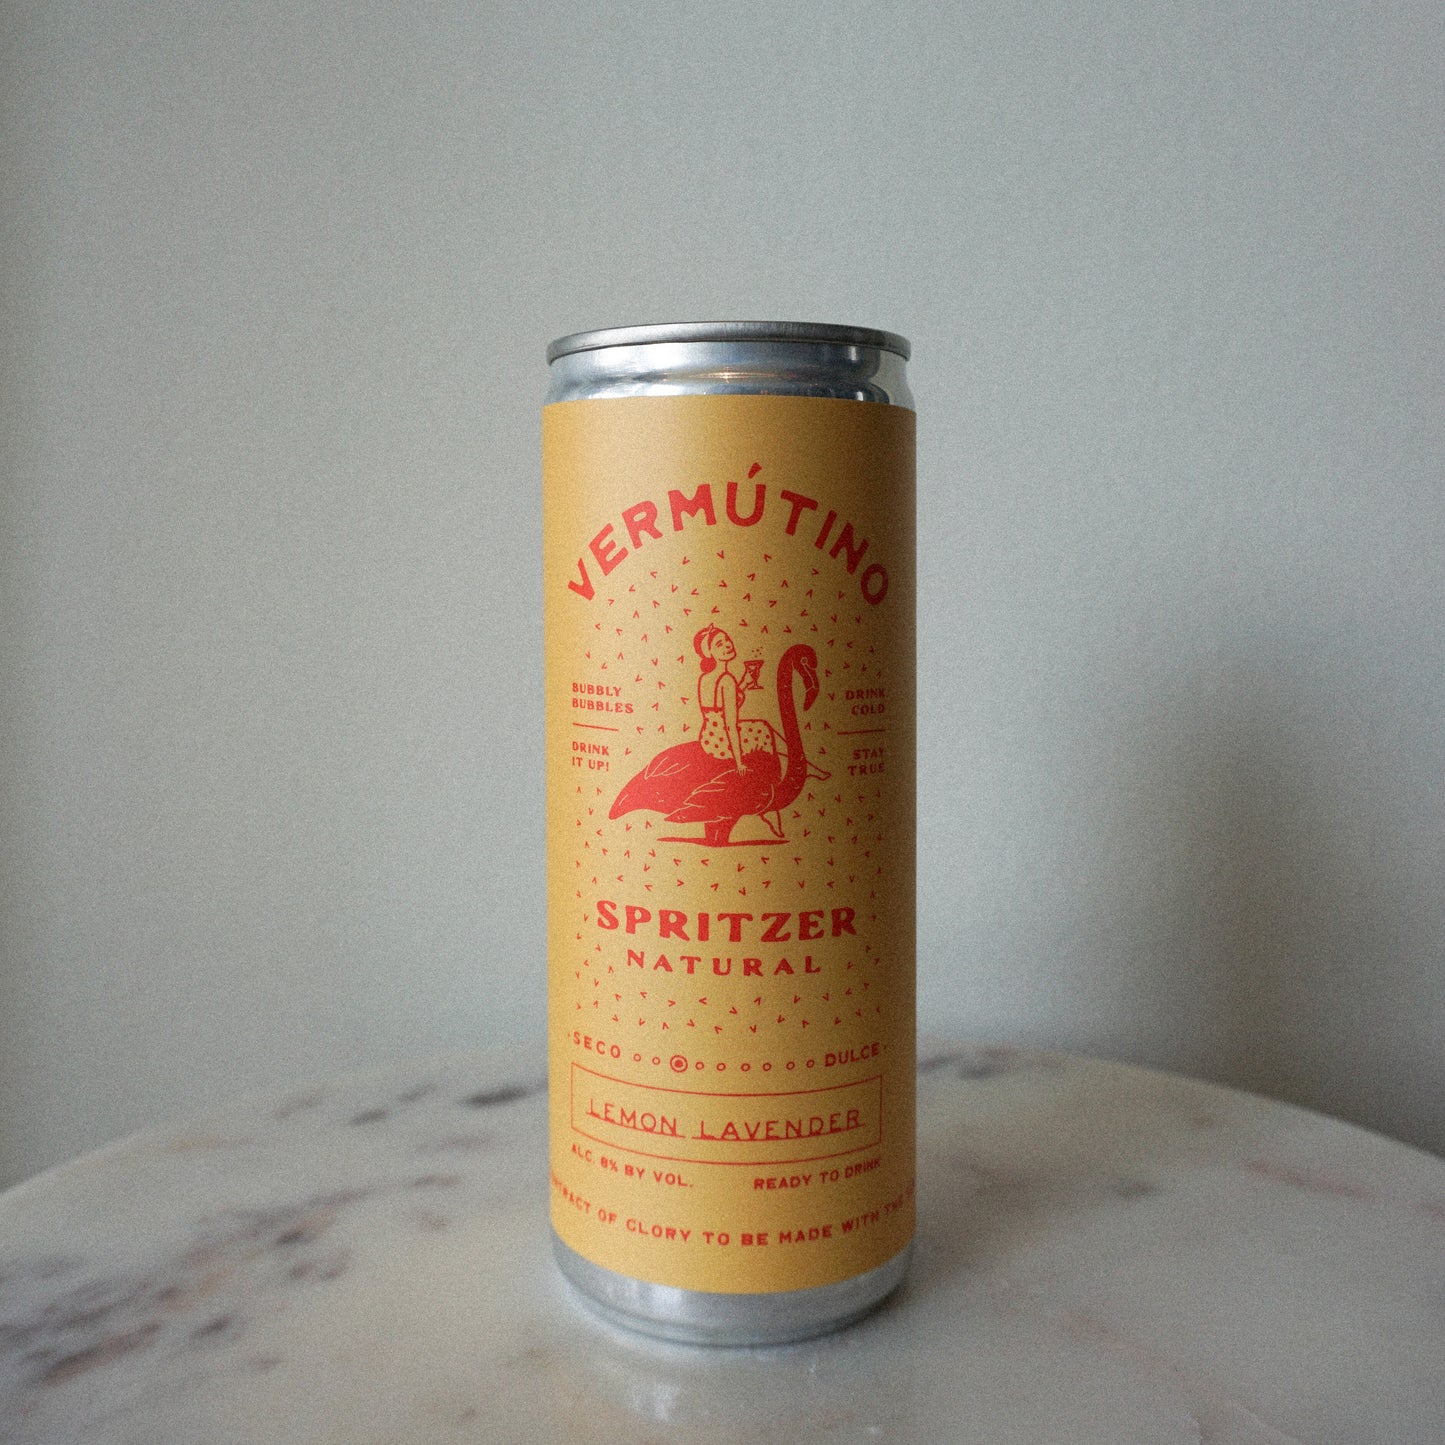 VERMÚTINO
BUBBLY
BUBBLES
DRINK
IT UP!
DRINK
COLD
STAY
TRUE
SPRITZER
NATURAL
SECO
DULCE
LEMON LAVENDER
ALC. 8% BY VOL.
READY TO DRINK
OF GLORY TO BE MADE WITH